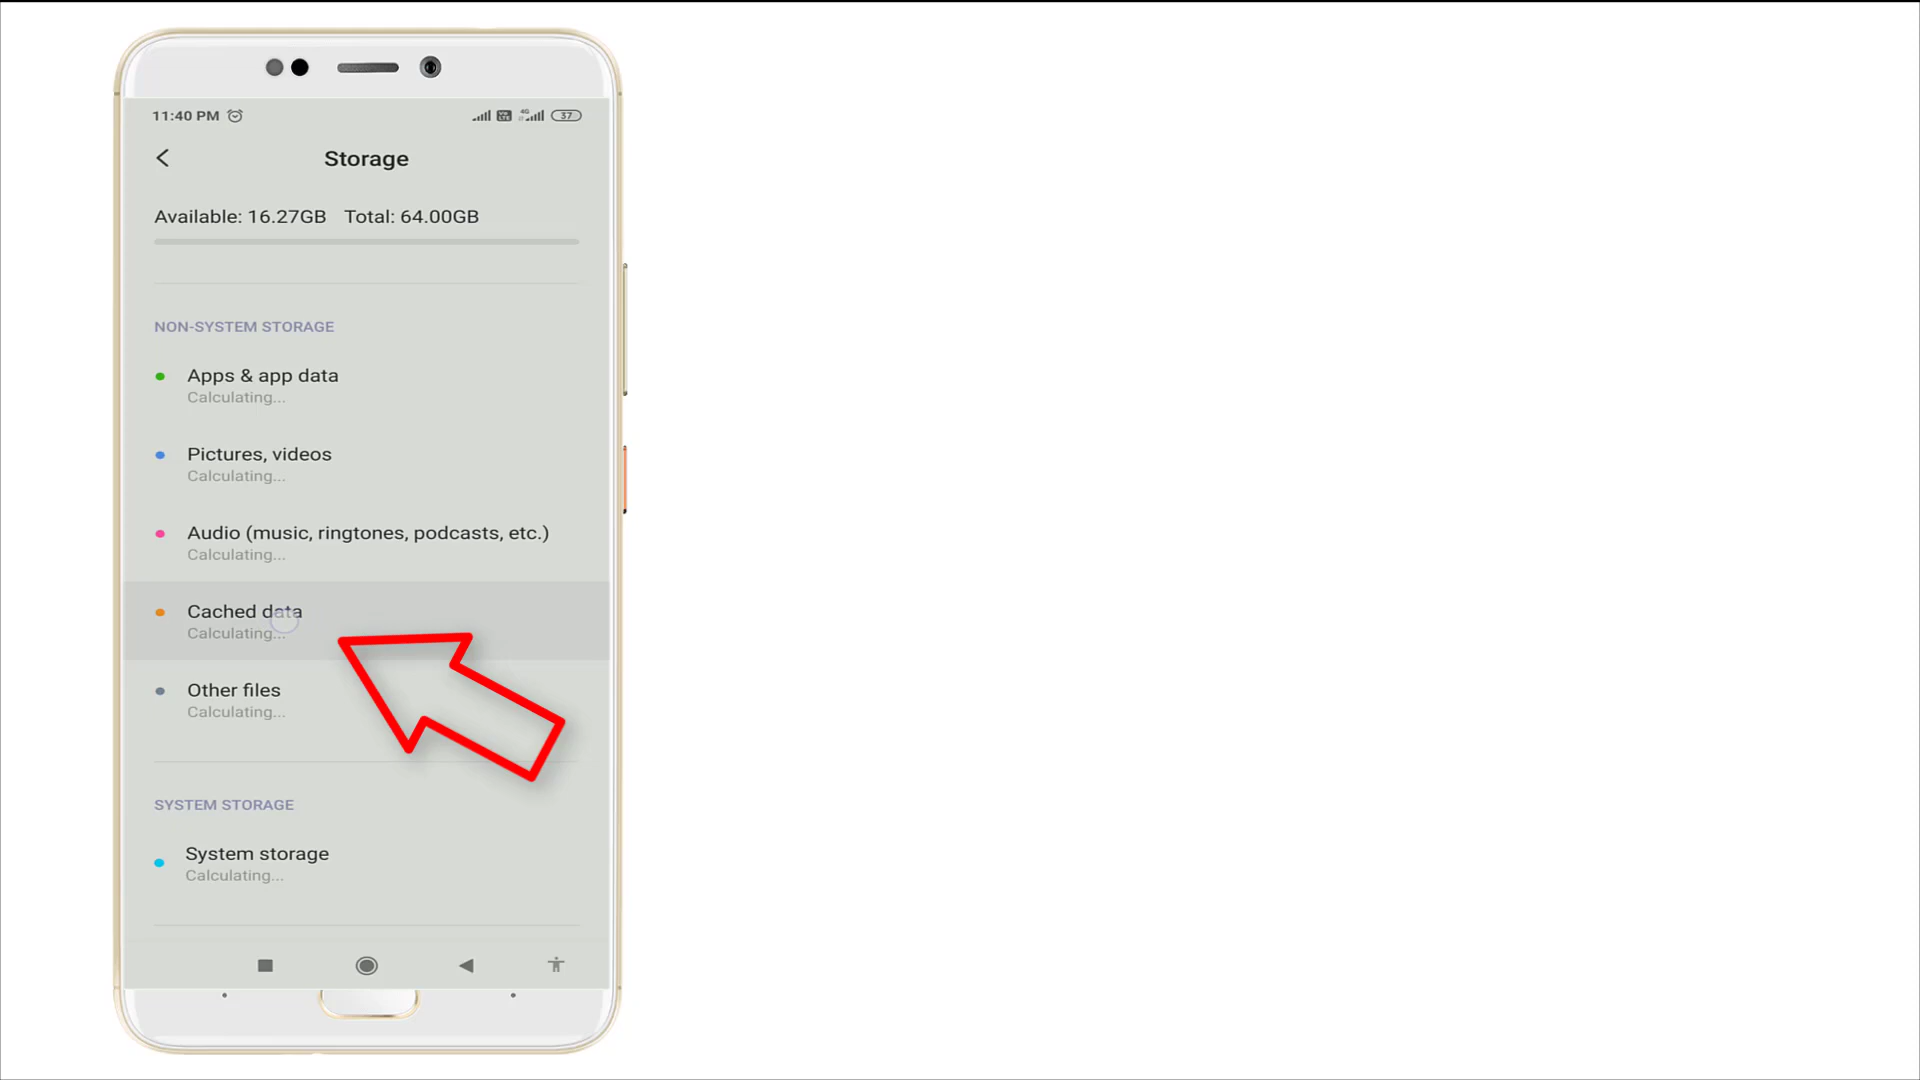 11:40 PM 4G 37
Storage
Available: 16.27GB Total: 64.00GB
NON-SYSTEM STORAGE
Apps & app data
Calculating...
Pictures, videos
Calculating...
Audio (music, ringtones, podcasts, etc.)
Calculating...
Cached data
Calculating...
Other files
Calculating...
SYSTEM STORAGE
System storage
Calculating...